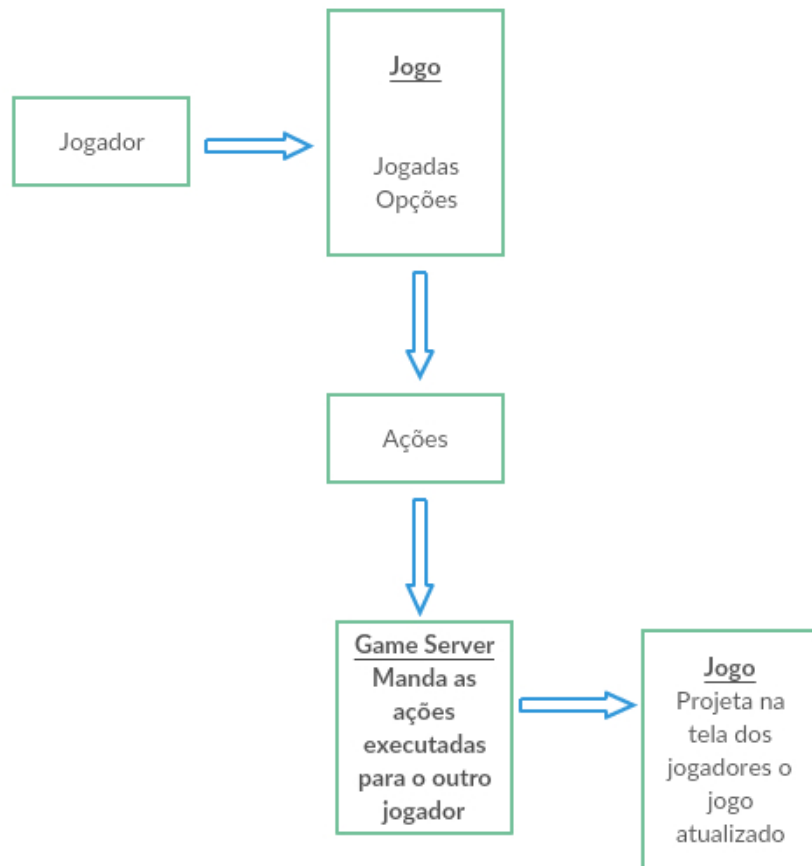 Jogador
Jogo
Jogadas
Opções
Ações
Game Server
Manda as
ações
executadas
para o outro
jogador
Jogo
Projeta na
tela dos
jogadores o
jogo
atualizado